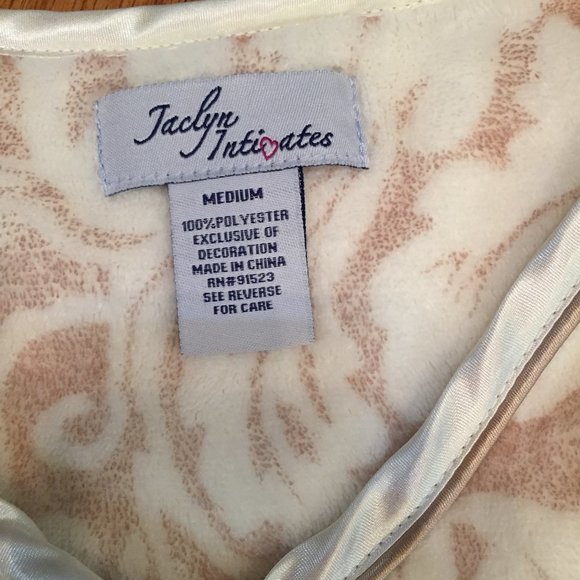 Jaclyn
Intimates
MEDIUM
100%POLYESTER
EXCLUSIVE OF
DECORATION
MADE IN CHINA
RN#91523
SEE REVERSE
FOR CARE